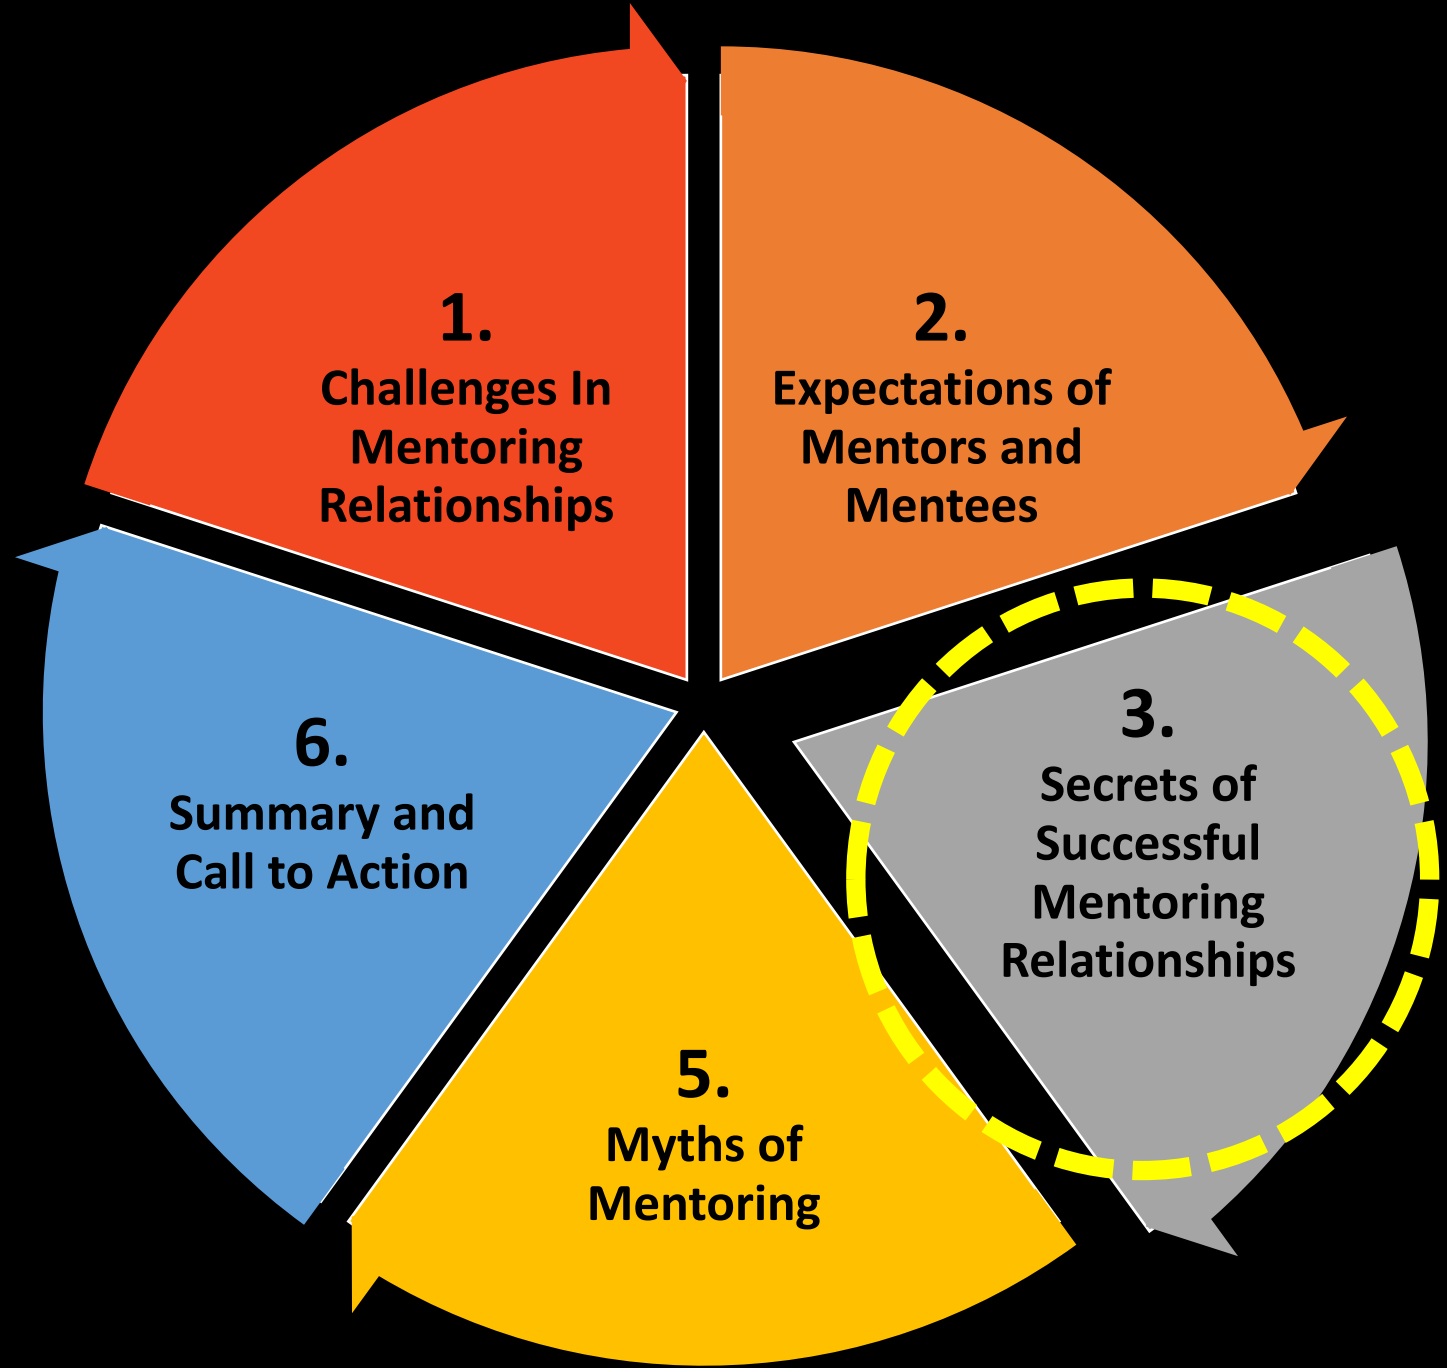 1.
Challenges In
Mentoring
Relationships
2.
Expectations of
Mentors and
Mentees
3.
Secrets of
Successful
Mentoring
Relationships
5.
Myths of
Mentoring
6.
Summary and
Call to Action